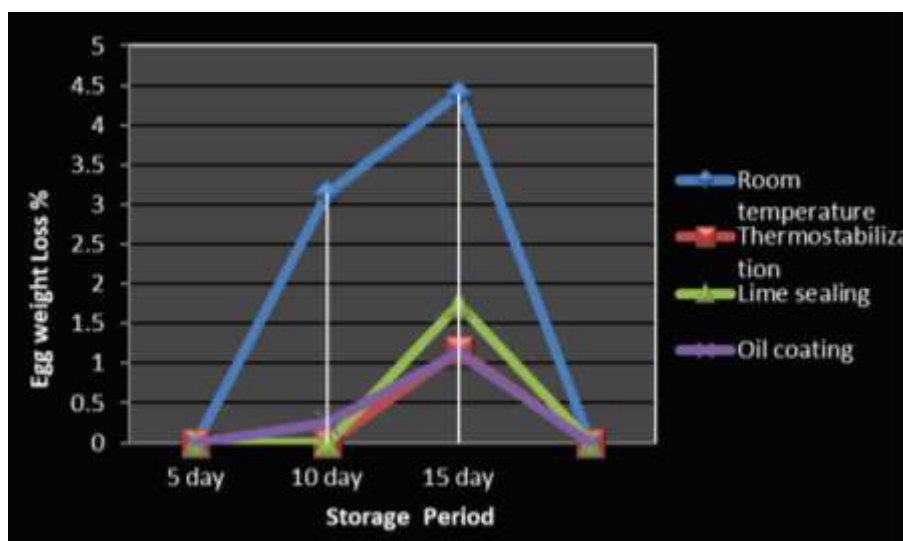 5
4.5
4
3.5
3
2.5
2
1.5
1
0.5
0
Egg weight Loss %
5 day 10 day 15 day
Storage Period
Room
temperature
Thermostabiliza
tion
Lime sealing
Oil coating